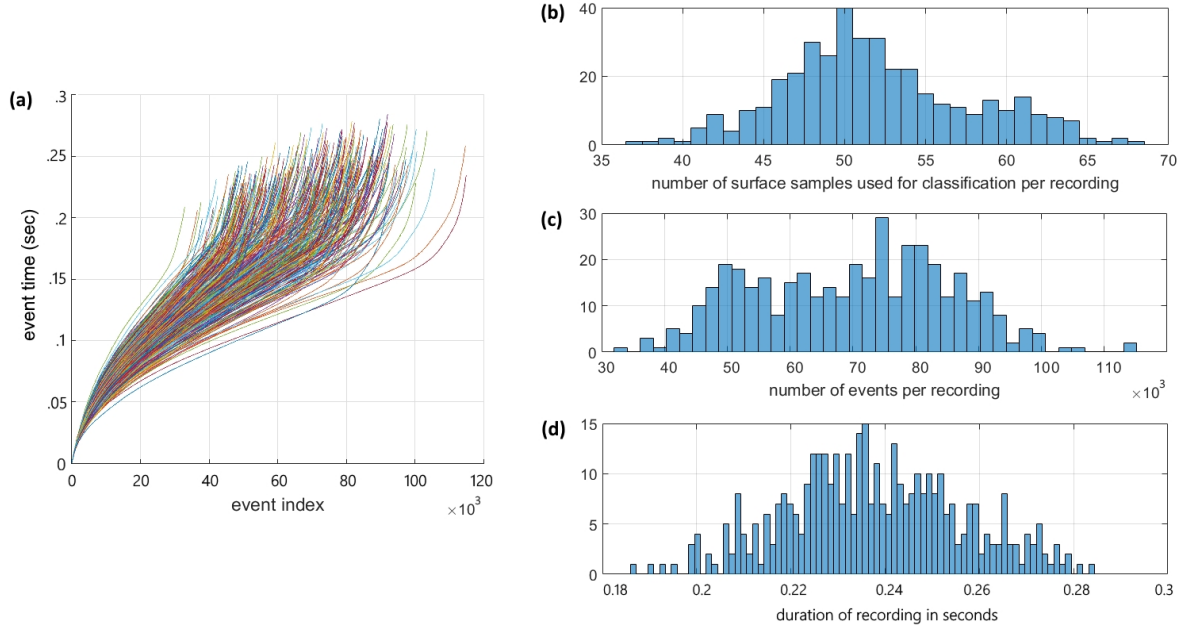 (a)
.3
.25
.2
.15
.1
.05
0
event time (sec)
0 20 40 60 80 100 120
event index
×10³
(b)
40
20
0
35 40 45 50 55 60 65 70
number of surface samples used for classification per recording
(c)
30
20
10
0
30 40 50 60 70 80 90 100 110
number of events per recording
×10³
(d)
15
10
5
0
0.18 0.2 0.22 0.24 0.26 0.28 0.3
duration of recording in seconds